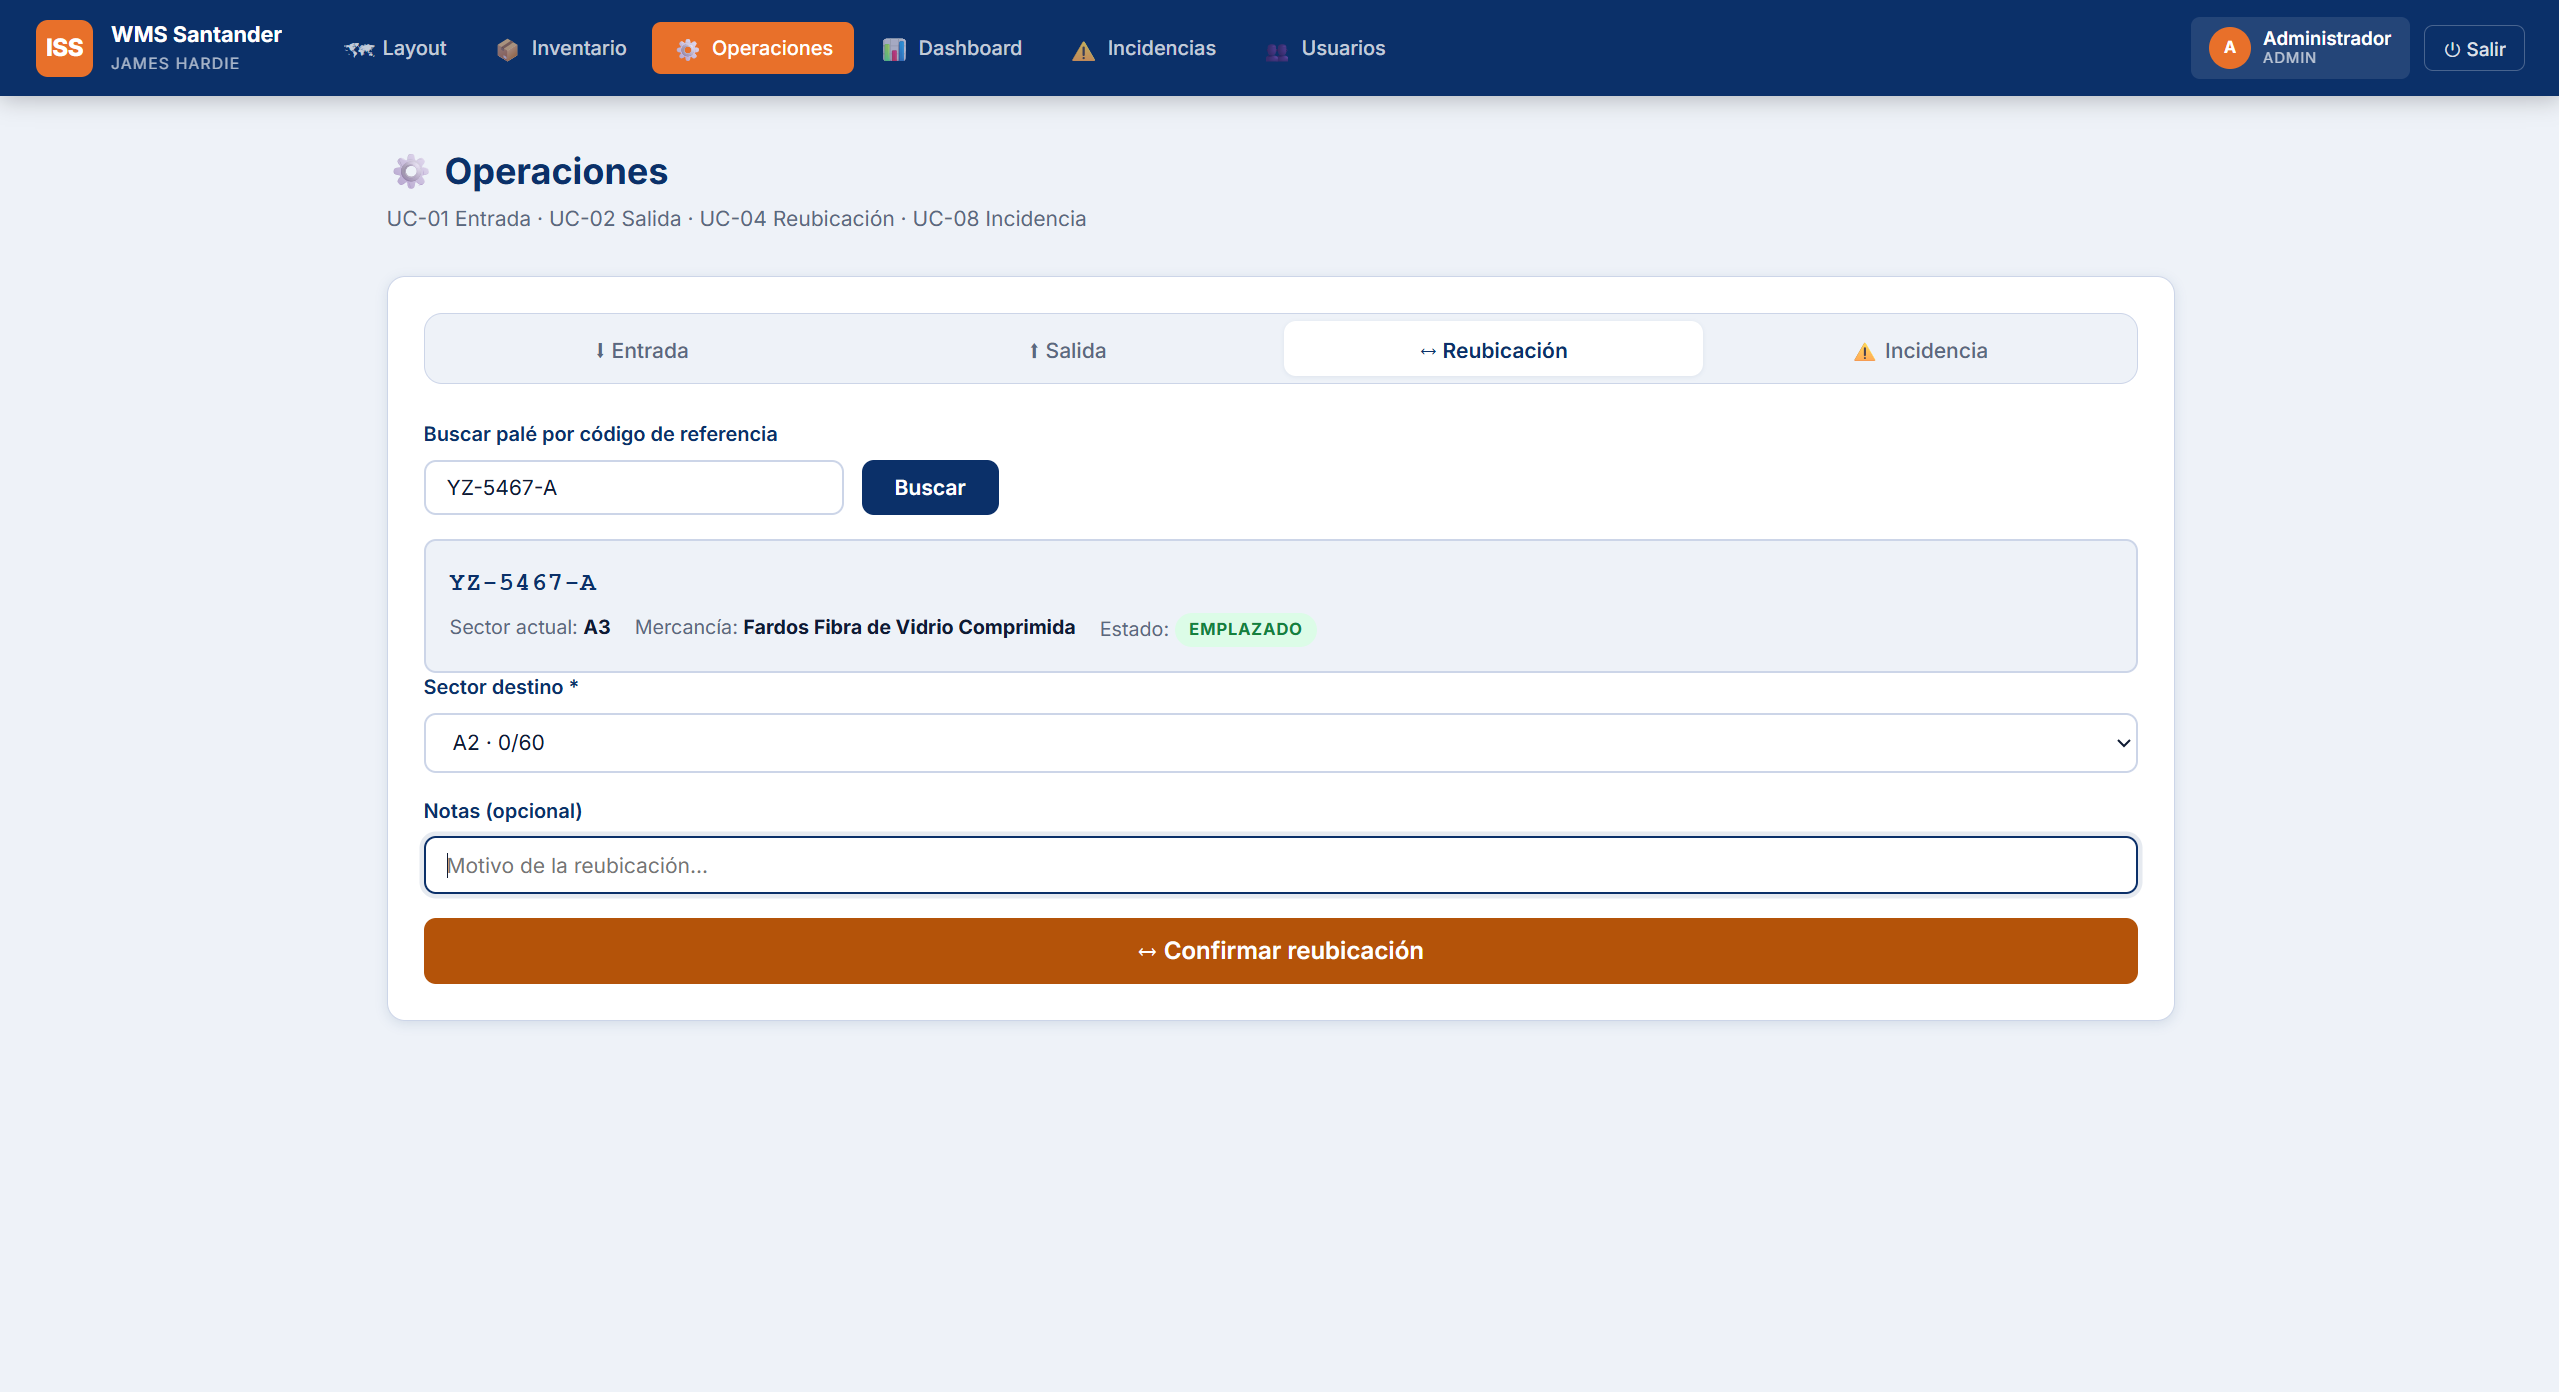 ISS
WMS Santander
JAMES HARDIE
Layout
Inventario
Operaciones
Dashboard
Incidencias
Usuarios
A
Administrador
ADMIN
Salir
Operaciones
UC-01 Entrada · UC-02 Salida · UC-04 Reubicación · UC-08 Incidencia
⬇ Entrada
⬆ Salida
↔ Reubicación
Incidencia
Buscar palé por código de referencia
YZ-5467-A
Buscar
YZ-5467-A
Sector actual: A3 Mercancía: Fardos Fibra de Vidrio Comprimida Estado: EMPLAZADO
Sector destino *
A2 · 0/60
Notas (opcional)
Motivo de la reubicación...
↔ Confirmar reubicación